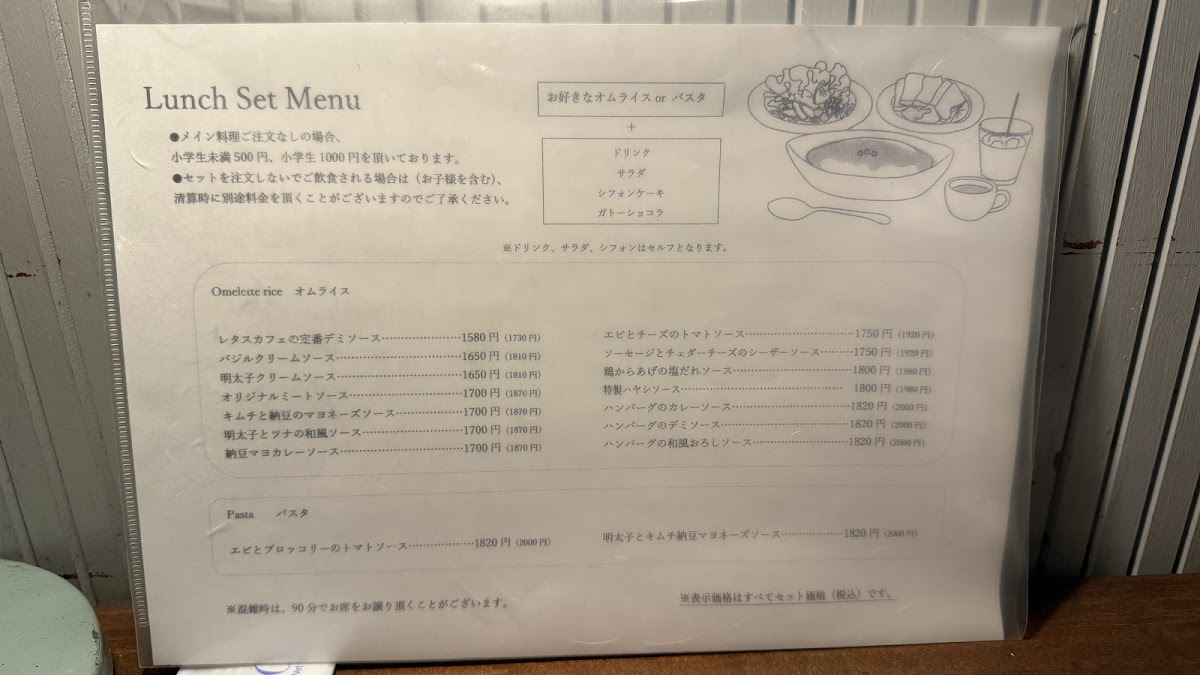 Lunch Set Menu
●メイン料理ご注文なしの場合、
小学生未満500円、小学生1000円を頂いております。
●セットを注文しないでご飲食される場合は（お子様を含む）、
清算時に別途料金を頂くことがございますのでご了承ください。
お好きなオムライス or パスタ
+
ドリンク
サラダ
シフォンケーキ
ガトーショコラ
※ドリンク、サラダ、シフォンはセルフとなります。
Omelette rice オムライス
レタスカフェの定番デミソース…………………1580円（1730円）
バジルクリームソース……………………………1650円（1810円）
明太子クリームソース……………………………1650円（1810円）
オリジナルミートソース…………………………1700円（1870円）
キムチと納豆のマヨネーズソース………………1700円（1870円）
明太子とツナの和風ソース………………………1700円（1870円）
納豆マヨカレーソース……………………………1700円（1870円）
エビとチーズのトマトソース……………………1750円（1920円）
ソーセージとチェダーチーズのシーザーソース………1750円（1920円）
鶏からあげの塩だれソース………………………1800円（1980円）
特製ハヤシソース…………………………………1800円（1980円）
ハンバーグのカレーソース………………………1820円（2000円）
ハンバーグのデミソース…………………………1820円（2000円）
ハンバーグの和風おろしソース…………………1820円（2000円）
Pasta パスタ
エビとブロッコリーのトマトソース……………1820円（2000円）
明太子とキムチ納豆マヨネーズソース……………1820円（2000円）
※混雑時は、90分でお席をお譲り頂くことがございます。
※表示価格はすべてセット価格（税込）です。